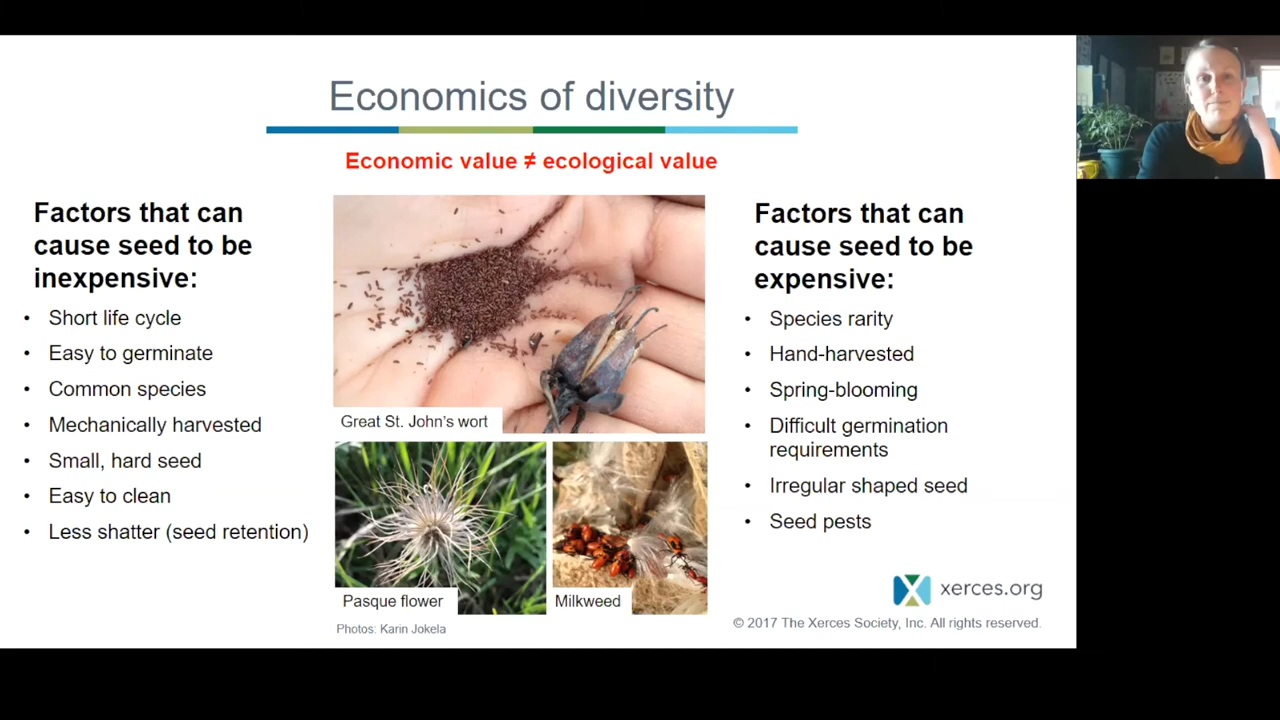 Economics of diversity
Economic value ≠ ecological value
Factors that can
cause seed to be
inexpensive:
• Short life cycle
• Easy to germinate
• Common species
• Mechanically harvested
• Small, hard seed
• Easy to clean
• Less shatter (seed retention)
Great St. John's wort
Pasque flower
Milkweed
Photos: Karin Jokela
Factors that can
cause seed to be
expensive:
• Species rarity
• Hand-harvested
• Spring-blooming
• Difficult germination
requirements
• Irregular shaped seed
• Seed pests
xerces.org
© 2017 The Xerces Society, Inc. All rights reserved.